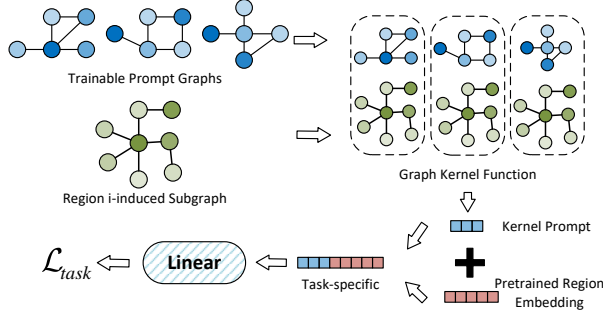 Trainable Prompt Graphs
Region i-induced Subgraph
Graph Kernel Function
Kernel Prompt
Pretrained Region
Embedding
Task-specific
Linear
ℒtask